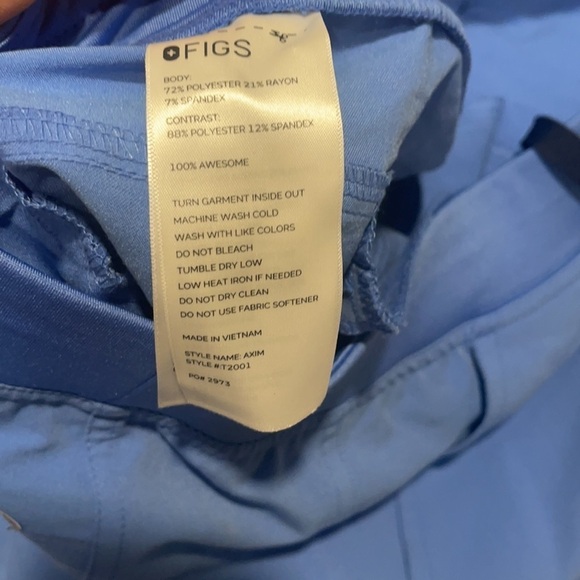 FIGS
BODY:
72% POLYESTER 21% RAYON
7% SPANDEX
CONTRAST:
88% POLYESTER 12% SPANDEX
100% AWESOME
TURN GARMENT INSIDE OUT
MACHINE WASH COLD
WASH WITH LIKE COLORS
DO NOT BLEACH
TUMBLE DRY LOW
LOW HEAT IRON IF NEEDED
DO NOT DRY CLEAN
DO NOT USE FABRIC SOFTENER
MADE IN VIETNAM
STYLE NAME: AXIM
STYLE #:T2001
PO# 2973